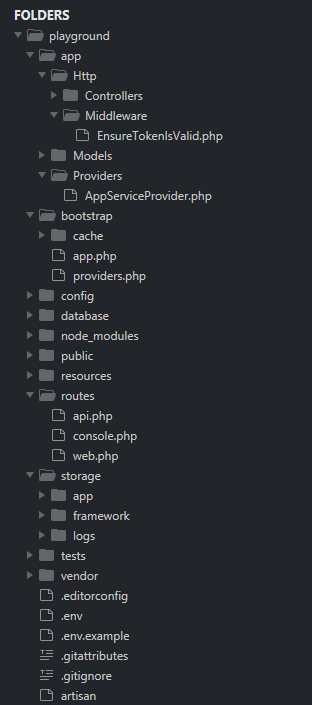 FOLDERS
playground
app
Http
Controllers
Middleware
EnsureTokenIsValid.php
Models
Providers
AppServiceProvider.php
bootstrap
cache
app.php
providers.php
config
database
node_modules
public
resources
routes
api.php
console.php
web.php
storage
app
framework
logs
tests
vendor
.editorconfig
.env
.env.example
.gitattributes
.gitignore
artisan